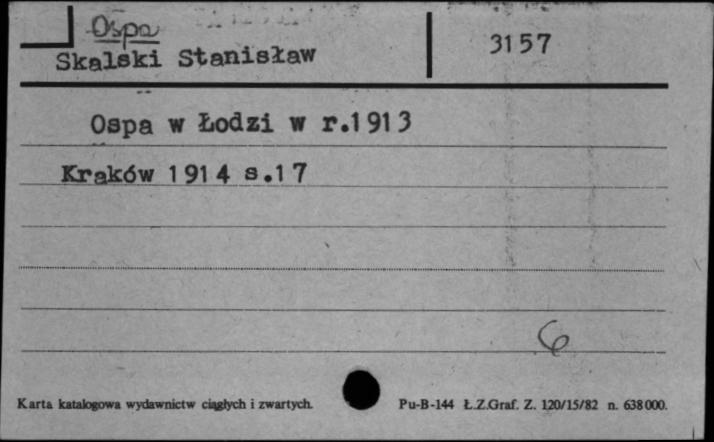 Ospa
Skalski Stanisław 3157
Ospa w Łodzi w r.1913
Kraków 1914 s.17
6
Karta katalogowa wydawnictw ciągłych i zwartych. Pu-B-144 Ł.Z.Graf. Z. 120/15/82 n. 638000.